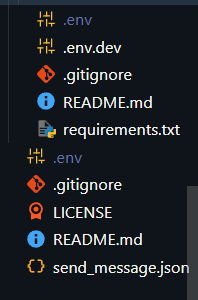 .env
.env.dev
.gitignore
README.md
requirements.txt
.env
.gitignore
LICENSE
README.md
send_message.json